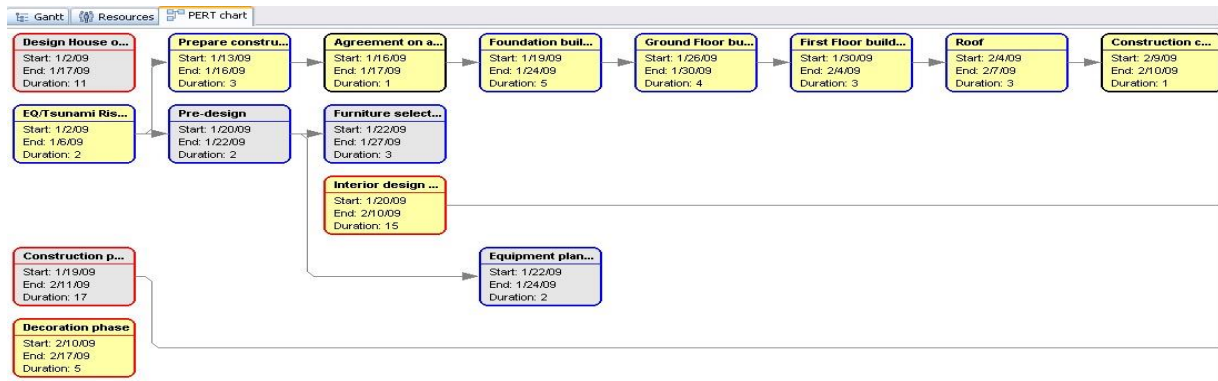 Gantt Resources PERT chart
Design House o...
Start: 1/2/09
End: 1/17/09
Duration: 11
Prepare constru...
Start: 1/13/09
End: 1/16/09
Duration: 3
Agreement on a...
Start: 1/16/09
End: 1/17/09
Duration: 1
Foundation buil...
Start: 1/19/09
End: 1/24/09
Duration: 5
Ground Floor bu...
Start: 1/26/09
End: 1/30/09
Duration: 4
First Floor build...
Start: 1/30/09
End: 2/4/09
Duration: 3
Roof
Start: 2/4/09
End: 2/7/09
Duration: 3
Construction c...
Start: 2/9/09
End: 2/10/09
Duration: 1
EQ/Tsunami Ris...
Start: 1/2/09
End: 1/6/09
Duration: 2
Pre-design
Start: 1/20/09
End: 1/22/09
Duration: 2
Furniture select...
Start: 1/22/09
End: 1/27/09
Duration: 3
Interior design ...
Start: 1/20/09
End: 2/10/09
Duration: 15
Construction p...
Start: 1/19/09
End: 2/11/09
Duration: 17
Equipment plan...
Start: 1/22/09
End: 1/24/09
Duration: 2
Decoration phase
Start: 2/10/09
End: 2/17/09
Duration: 5